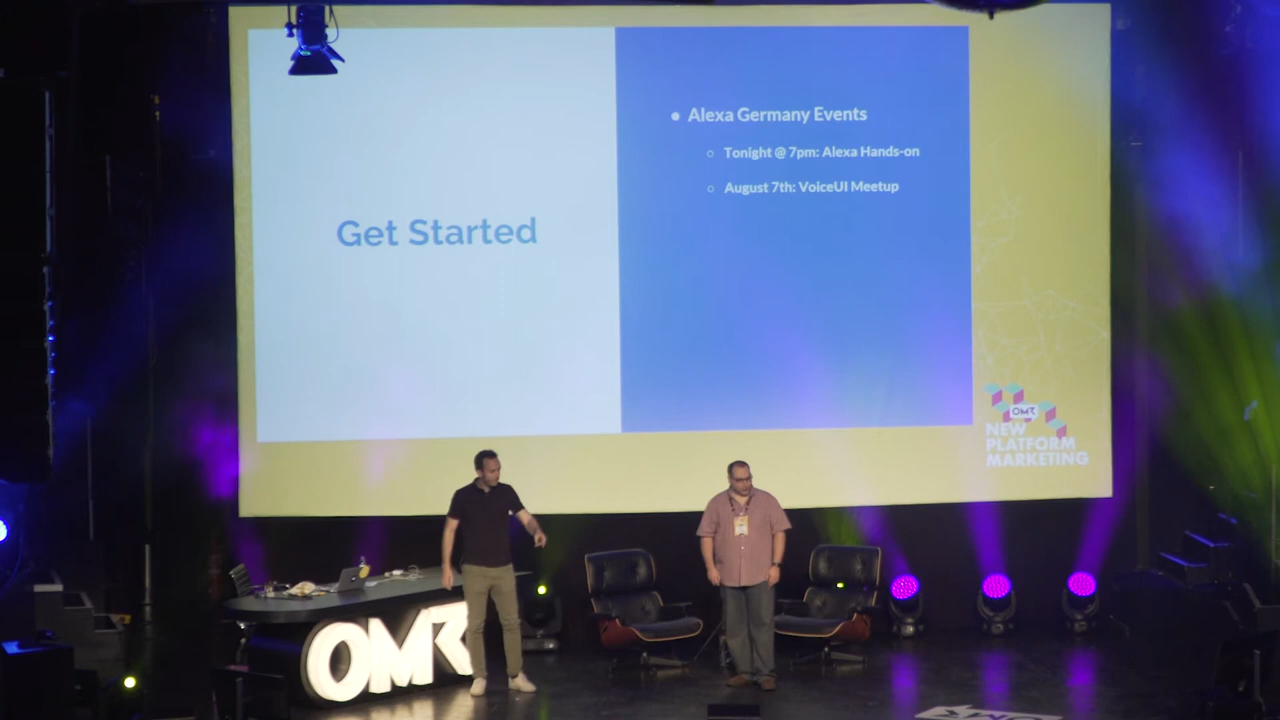 Get Started
● Alexa Germany Events
○ Tonight @ 7pm: Alexa Hands-on
○ August 7th: VoiceUI Meetup
OMR
NEW
PLATFORM
MARKETING
OMR
OMR